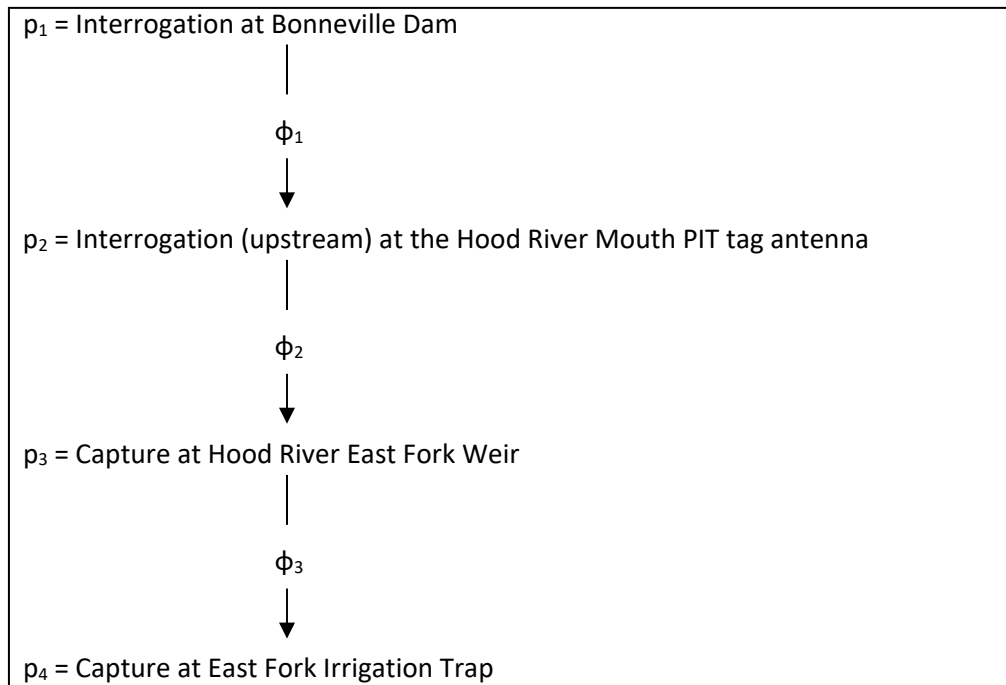 p₁ = Interrogation at Bonneville Dam
ϕ₁
p₂ = Interrogation (upstream) at the Hood River Mouth PIT tag antenna
ϕ₂
p₃ = Capture at Hood River East Fork Weir
ϕ₃
p₄ = Capture at East Fork Irrigation Trap